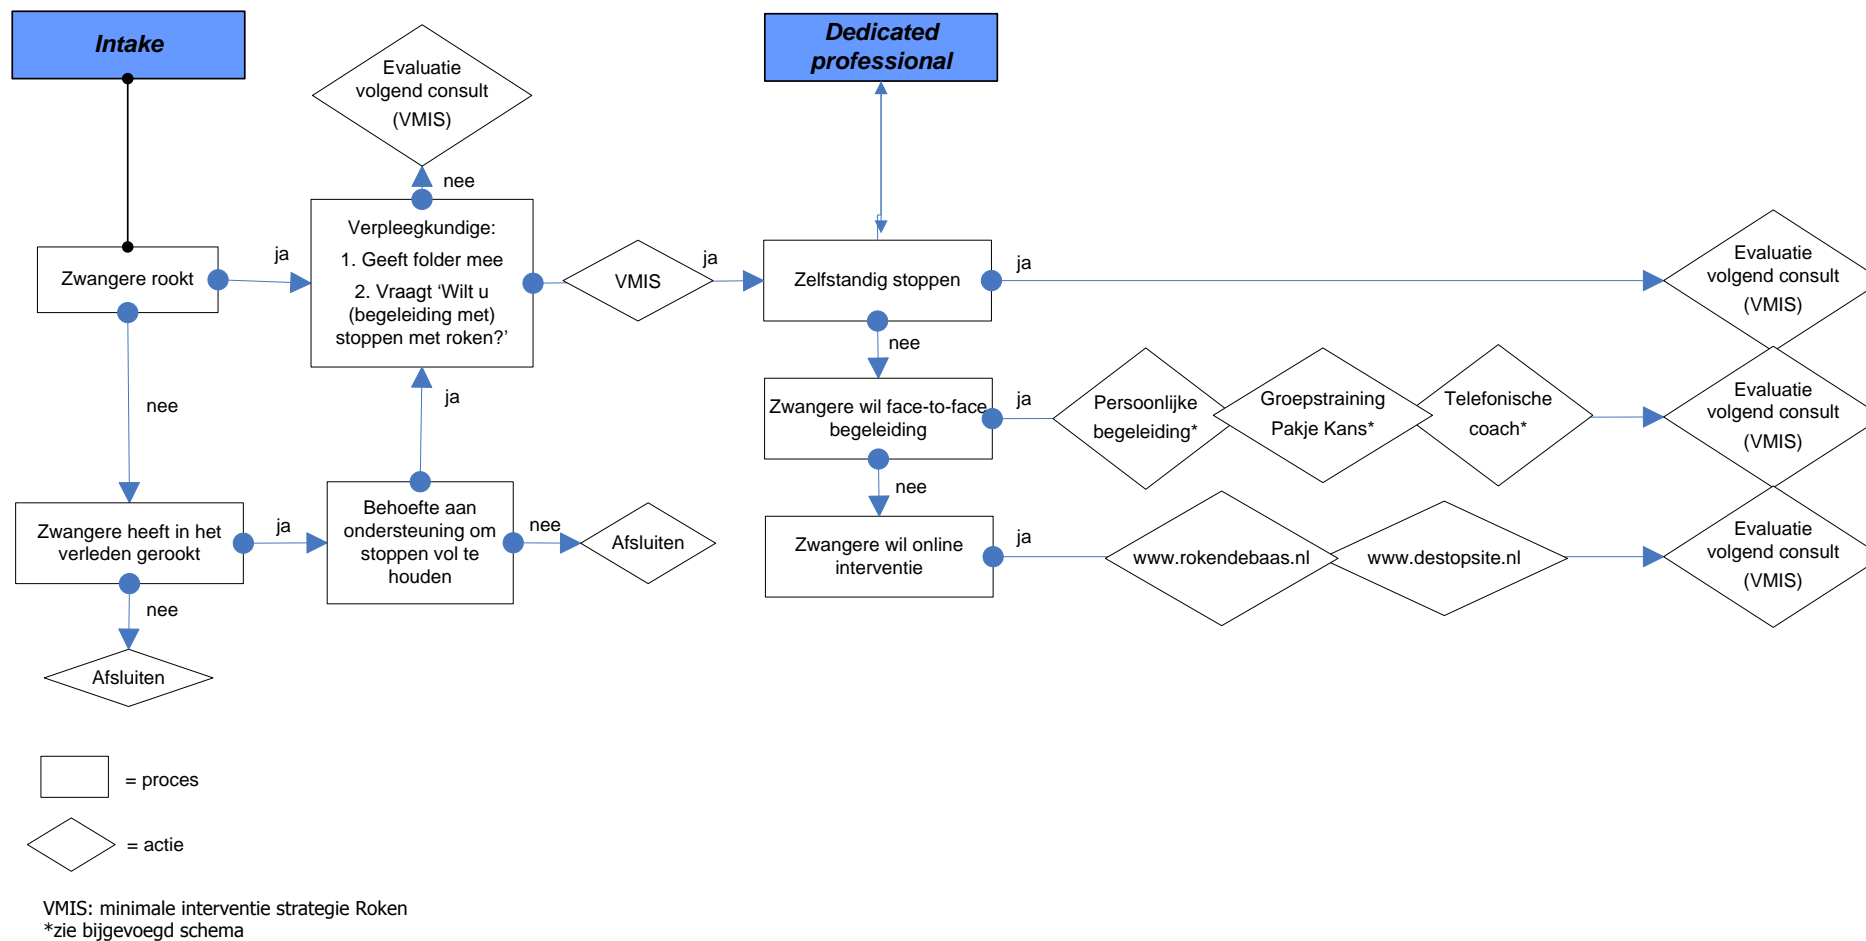 Intake
Dedicated
professional
Evaluatie
volgend consult
(VMIS)
nee
Zwangere rookt
ja
Verpleegkundige:
1. Geeft folder mee
2. Vraagt ‘Wilt u
(begeleiding met)
stoppen met roken?’
VMIS
ja
Zelfstandig stoppen
ja
Evaluatie
volgend consult
(VMIS)
nee
nee
ja
Zwangere wil face-to-face
begeleiding
ja
Persoonlijke
begeleiding*
Groepstraining
Pakje Kans*
Telefonische
coach*
Evaluatie
volgend consult
(VMIS)
nee
Zwangere heeft in het
verleden gerookt
ja
Behoefte aan
ondersteuning om
stoppen vol te
houden
nee
Afsluiten
Zwangere wil online
interventie
ja
www.rokendebaas.nl
www.destopsite.nl
Evaluatie
volgend consult
(VMIS)
nee
Afsluiten
= proces
= actie
VMIS: minimale interventie strategie Roken
*zie bijgevoegd schema